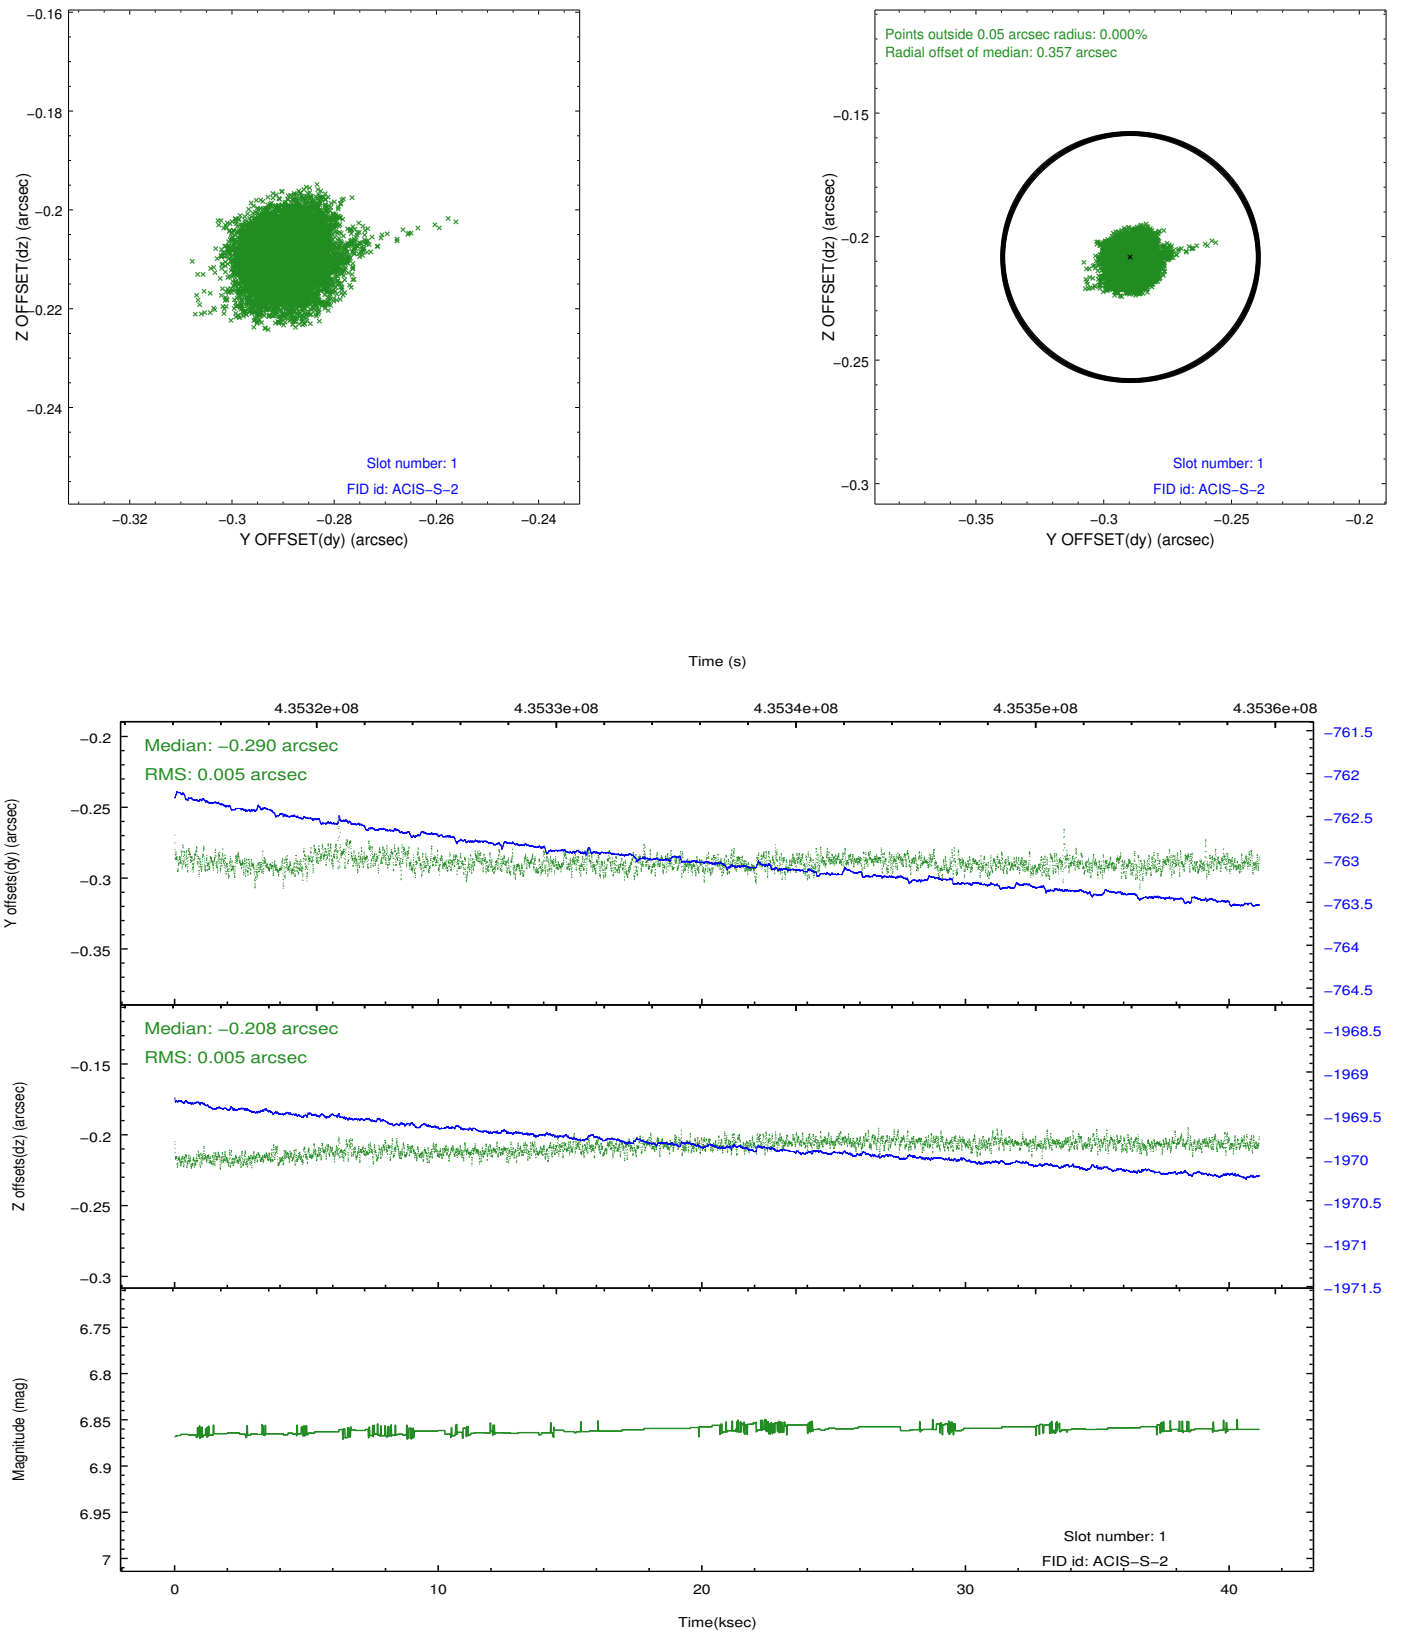 −0.16
−0.18
−0.2
−0.22
−0.24
Z OFFSET(dz) (arcsec)
Slot number: 1
FID id: ACIS−S−2
−0.32
−0.3
−0.28
−0.26
−0.24
Y OFFSET(dy) (arcsec)
Points outside 0.05 arcsec radius: 0.000%
Radial offset of median: 0.357 arcsec
−0.15
−0.2
−0.25
−0.3
Z OFFSET(dz) (arcsec)
Slot number: 1
FID id: ACIS−S−2
−0.35
−0.3
−0.25
−0.2
Y OFFSET(dy) (arcsec)
Time (s)
4.3532e+08
4.3533e+08
4.3534e+08
4.3535e+08
4.3536e+08
Median: −0.290 arcsec
RMS: 0.005 arcsec
−0.2
−0.25
−0.3
−0.35
Y offsets(dy) (arcsec)
−761.5
−762
−762.5
−763
−763.5
−764
−764.5
Median: −0.208 arcsec
RMS: 0.005 arcsec
−0.15
−0.2
−0.25
−0.3
Z offsets(dz) (arcsec)
−1968.5
−1969
−1969.5
−1970
−1970.5
−1971
−1971.5
6.75
6.8
6.85
6.9
6.95
7
Magnitude (mag)
Slot number: 1
FID id: ACIS−S−2
0
10
20
30
40
Time(ksec)